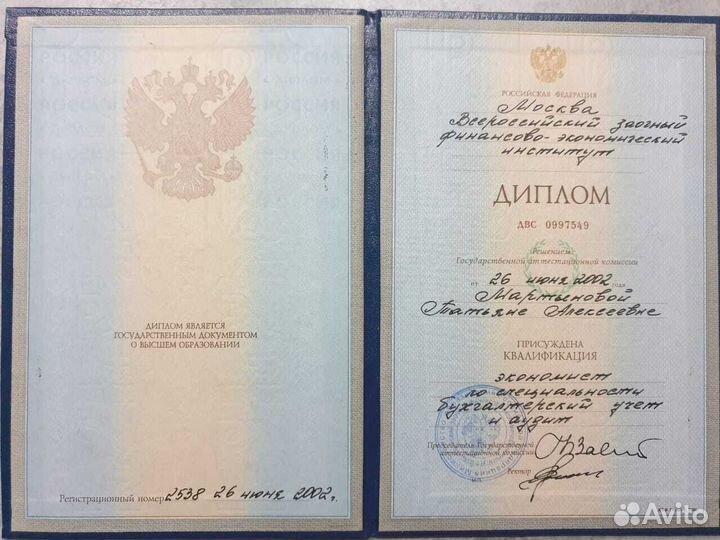 ДИПЛОМ ЯВЛЯЕТСЯ
ГОСУДАРСТВЕННЫМ ДОКУМЕНТОМ
О ВЫСШЕМ ОБРАЗОВАНИИ
Регистрационный номер 2538 26 июня 2002г.
РОССИЙСКАЯ ФЕДЕРАЦИЯ
Москва
Всероссийский заочный
финансово-экономический
институт
ДИПЛОМ
ДВС 0997549
Решением
Государственной аттестационной комиссии
от 26 июня 2002 года
Мартыновой
Татьяне Алексеевне
ПРИСУЖДЕНА
КВАЛИФИКАЦИЯ
экономист
по специальности
бухгалтерский учет
и аудит
Председатель Государственной
аттестационной комиссии
Ректор
Avito